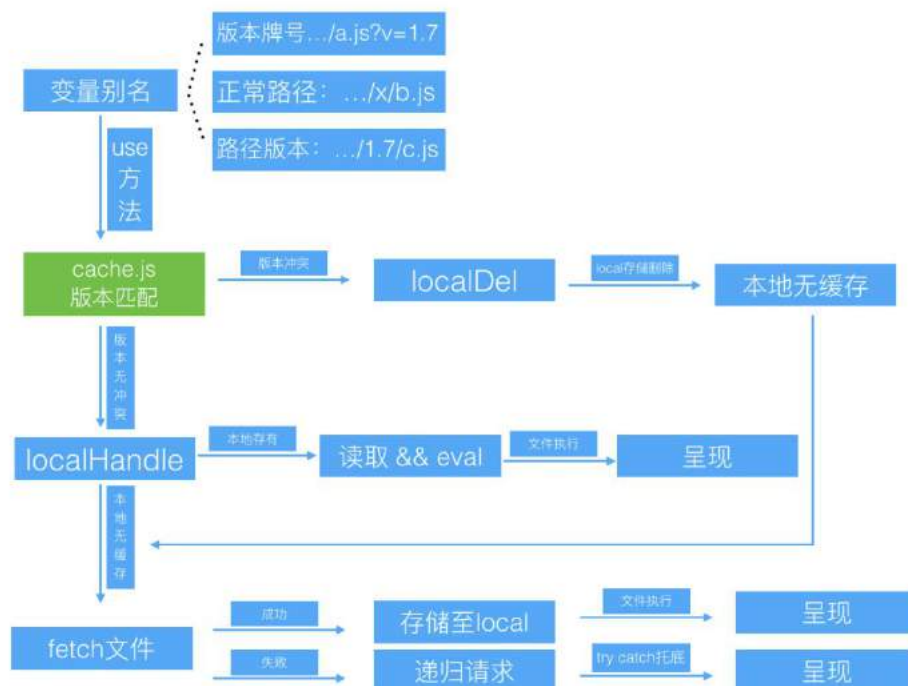 版本牌号.../a.js?v=1.7
变量别名
正常路径： .../x/b.js
路径版本： .../1.7/c.js
use
方
法
cache.js
版本匹配
版本冲突
localDel
local存储删除
本地无缓存
版
本
无
冲
突
localHandle
本地存有
读取 && eval
文件执行
呈现
本
地
无
缓
存
fetch文件
成功
存储至local
文件执行
呈现
失败
递归请求
try catch托底
呈现